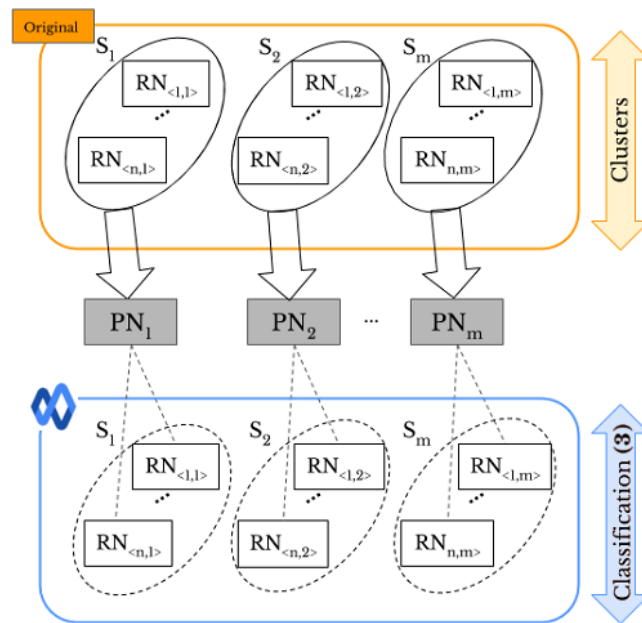 Original
S1 S2 Sm
RN<1,1> RN<1,2> RN<1,m>
... ... ...
RN<n,1> RN<n,2> RNn,m>
Clusters
PN1 PN2 ... PNm
S1 S2 Sm
RN<1,1> RN<1,2> RN<1,m>
... ... ...
RN<n,1> RN<n,2> RNn,m>
Classification (3)